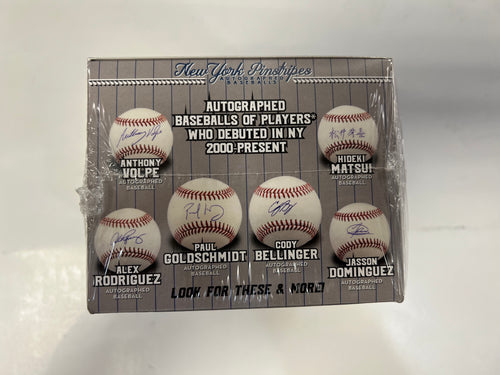 New York Pinstripes
AUTOGRAPHED
BASEBALLS
AUTOGRAPHED
BASEBALLS OF PLAYERS*
WHO DEBUTED IN NY
2000-PRESENT.
ANTHONY
VOLPE
AUTOGRAPHED
BASEBALL
HIDEKI
MATSUI
AUTOGRAPHED
BASEBALL
ALEX
RODRIGUEZ
AUTOGRAPHED
BASEBALL
PAUL
GOLDSCHMIDT
AUTOGRAPHED
BASEBALL
CODY
BELLINGER
AUTOGRAPHED
BASEBALL
JASSON
DOMINGUEZ
AUTOGRAPHED
BASEBALL
LOOK FOR THESE & MORE!